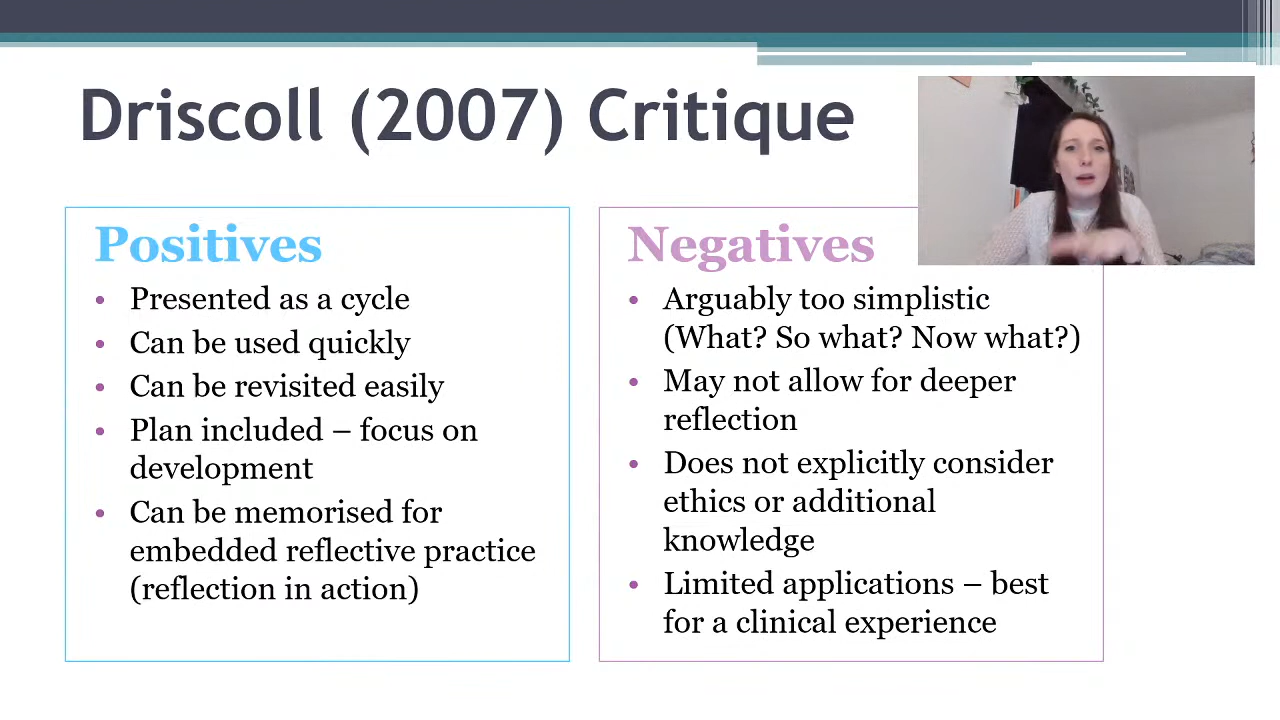 Driscoll (2007) Critique
Positives
• Presented as a cycle
• Can be used quickly
• Can be revisited easily
• Plan included – focus on
development
• Can be memorised for
embedded reflective practice
(reflection in action)
Negatives
• Arguably too simplistic
(What? So what? Now what?)
• May not allow for deeper
reflection
• Does not explicitly consider
ethics or additional
knowledge
• Limited applications – best
for a clinical experience